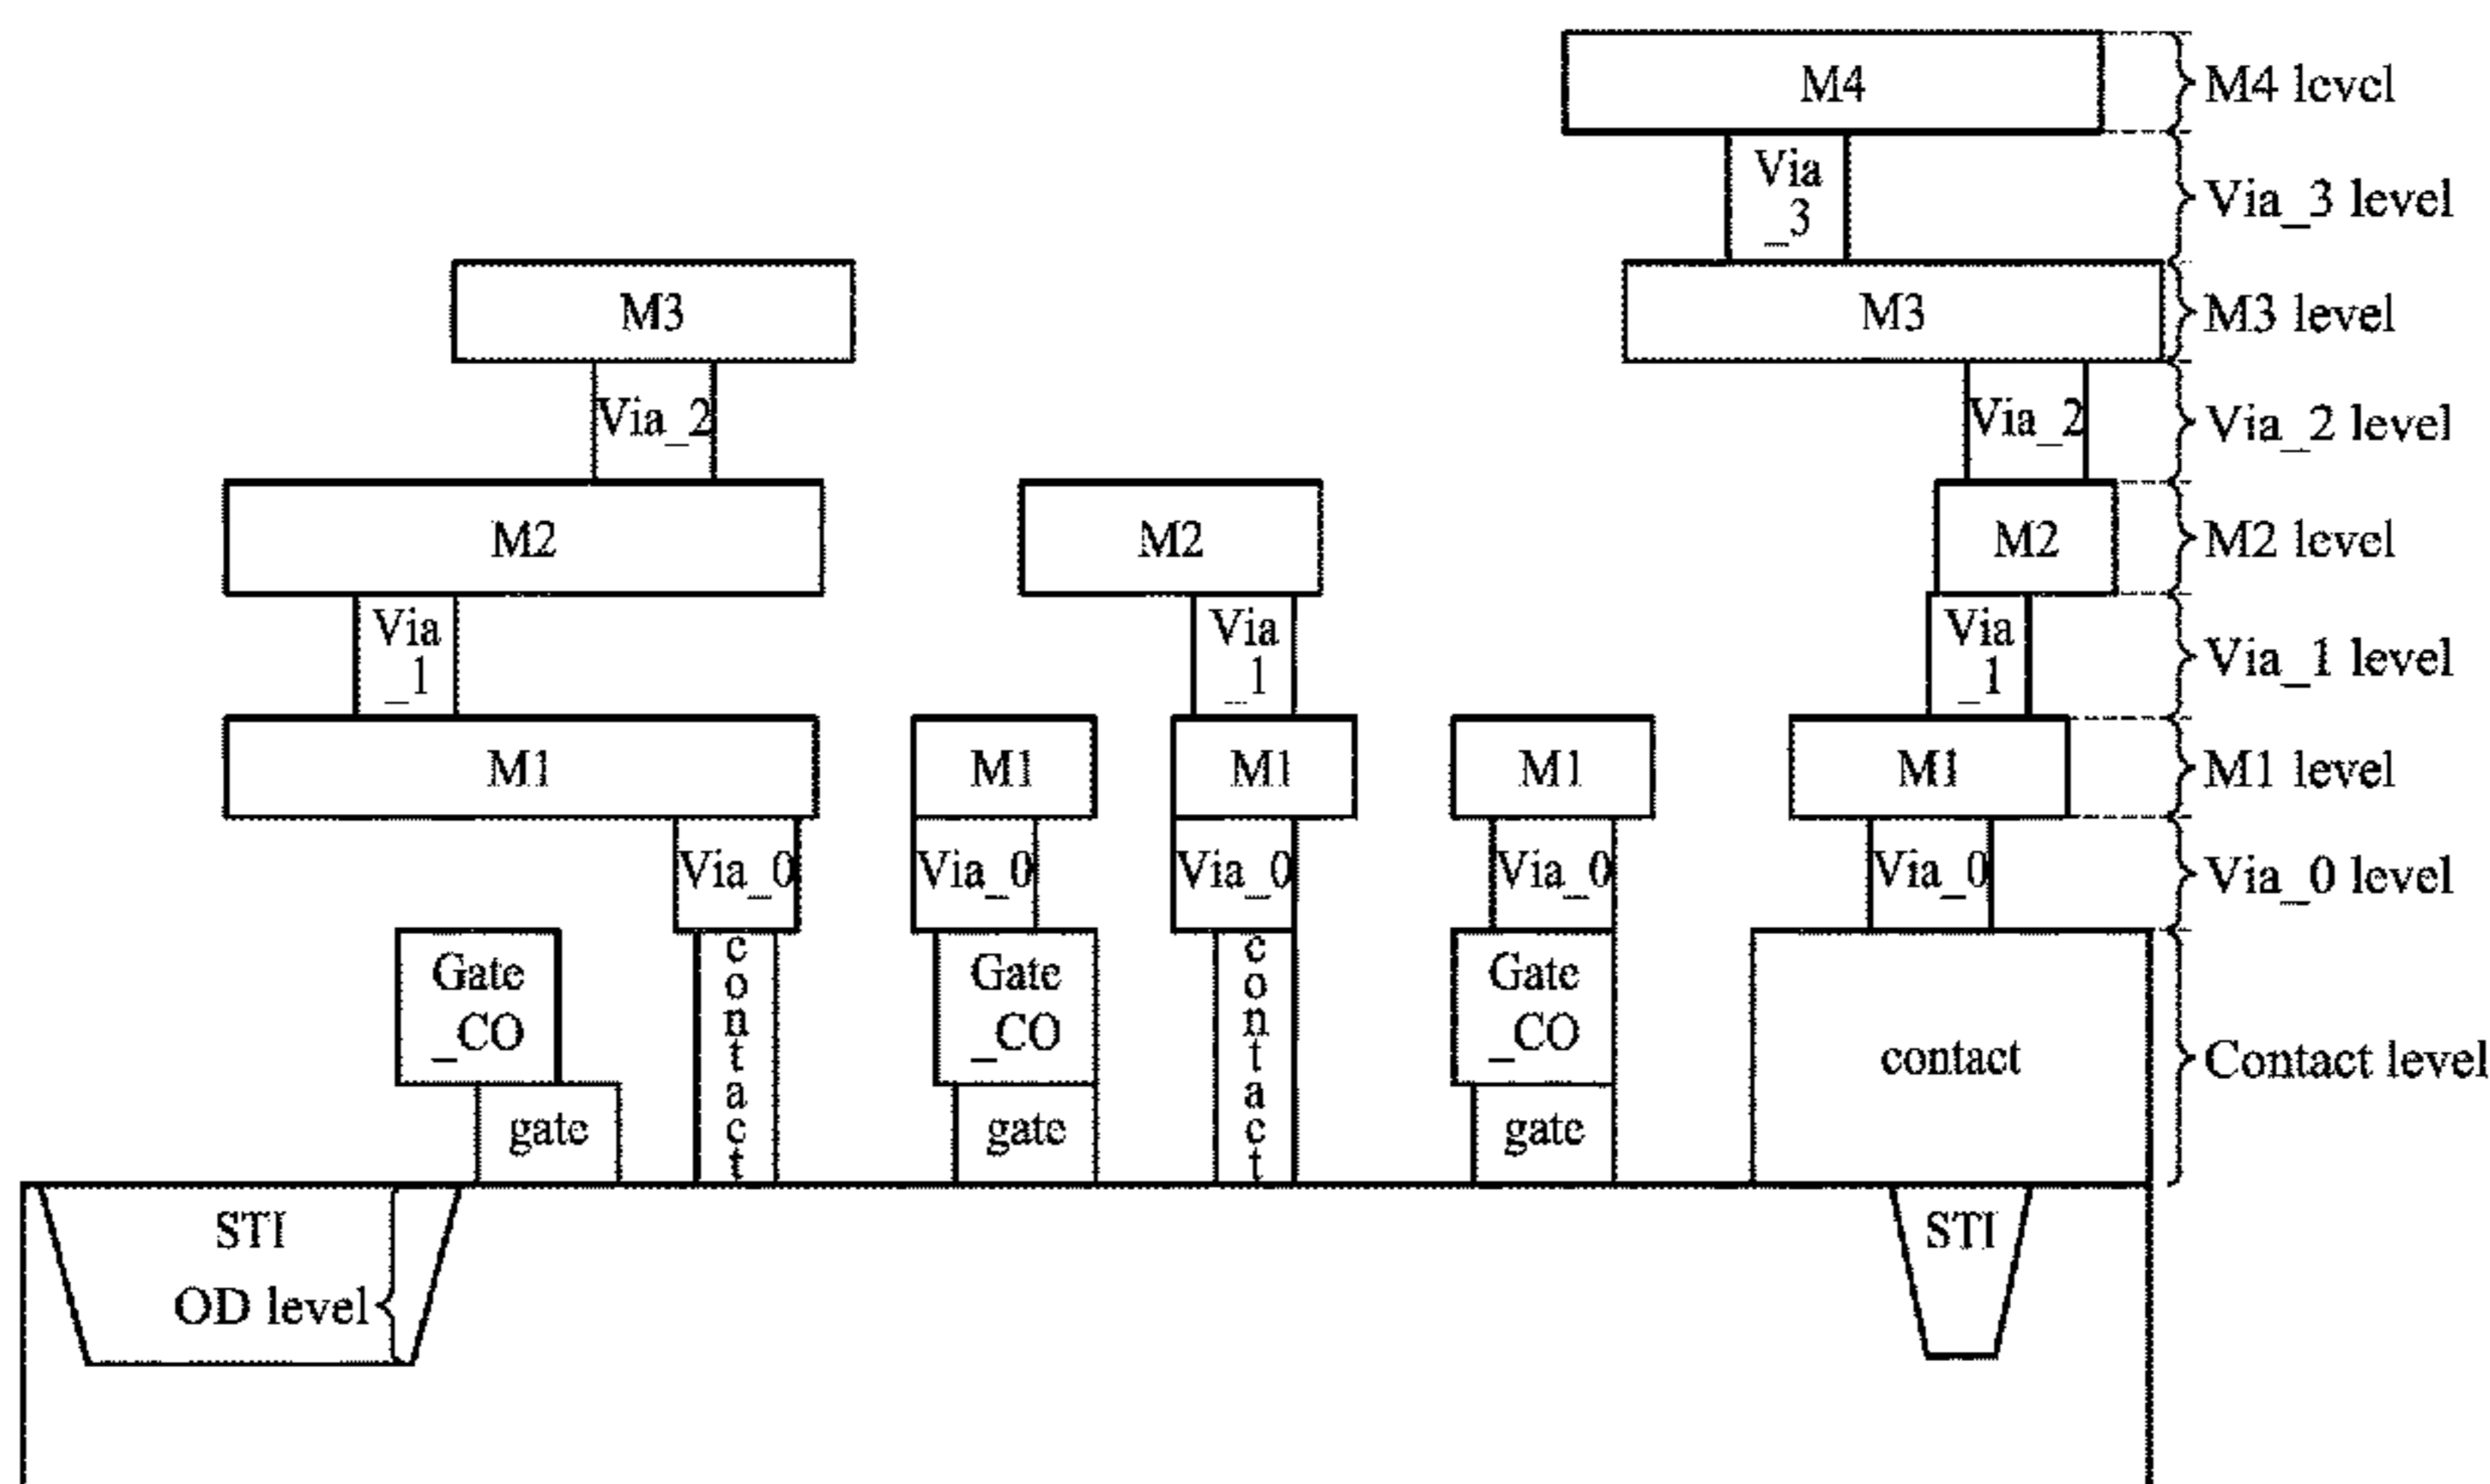 M4
M4 level
Via
_3
Via_3 level
M3
M3
M3 level
Via_2
Via_2
Via_2 level
M2
M2
M2
M2 level
Via
_1
Via
_1
Via
_1
Via_1 level
M1
M1
M1
M1
M1
M1 level
Via_0
Via_0
Via_0
Via_0
Via_0
Via_0 level
Gate
_CO
contact
Gate
_CO
contact
Gate
_CO
contact
Contact level
gate
gate
gate
STI
OD level
STI